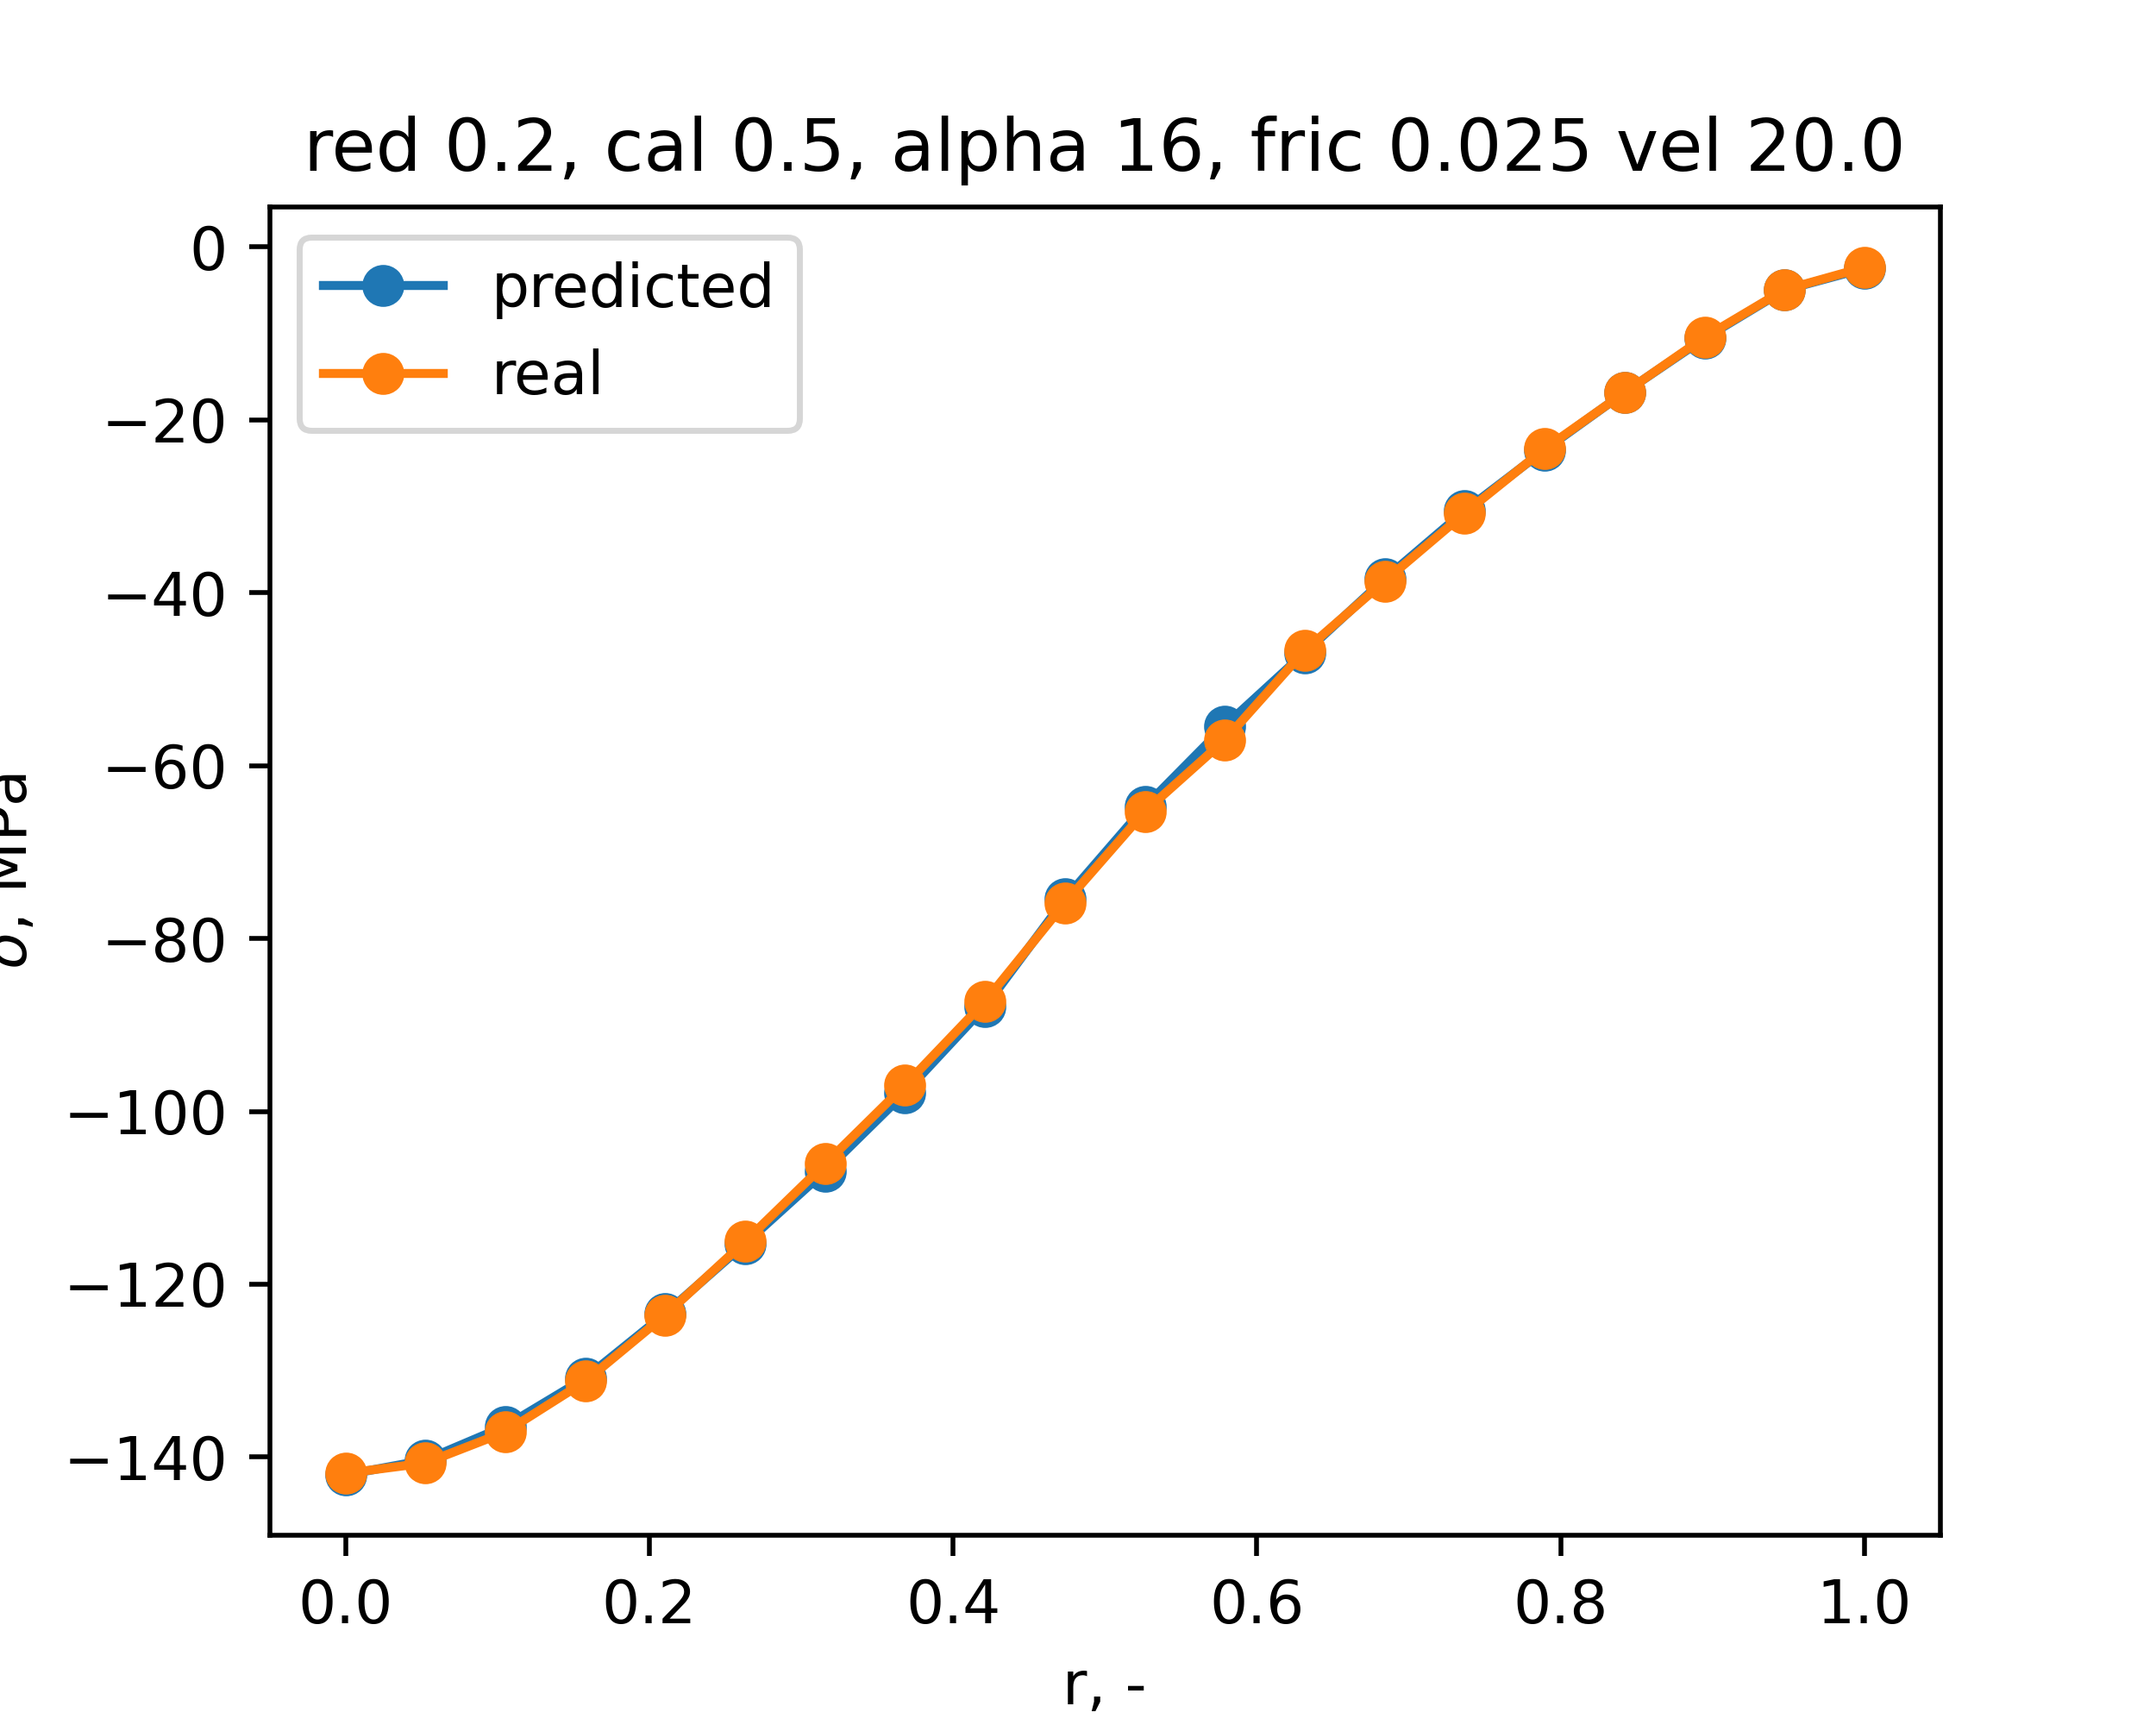 red 0.2, cal 0.5, alpha 16, fric 0.025 vel 20.0
predicted
real
0
−20
−40
−60
−80
−100
−120
−140
σ, MPa
0.0 0.2 0.4 0.6 0.8 1.0
r, -